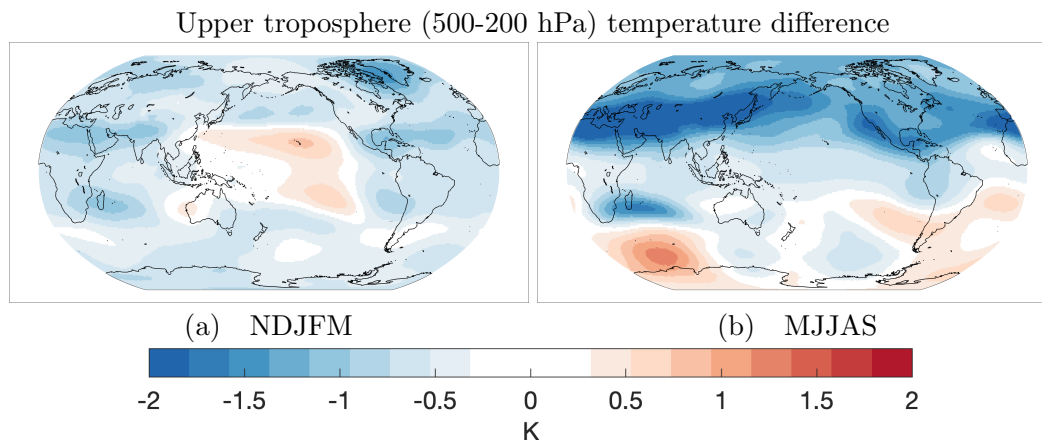 Upper troposphere (500-200 hPa) temperature difference
(a) NDJFM
(b) MJJAS
-2 -1.5 -1 -0.5 0 0.5 1 1.5 2
K